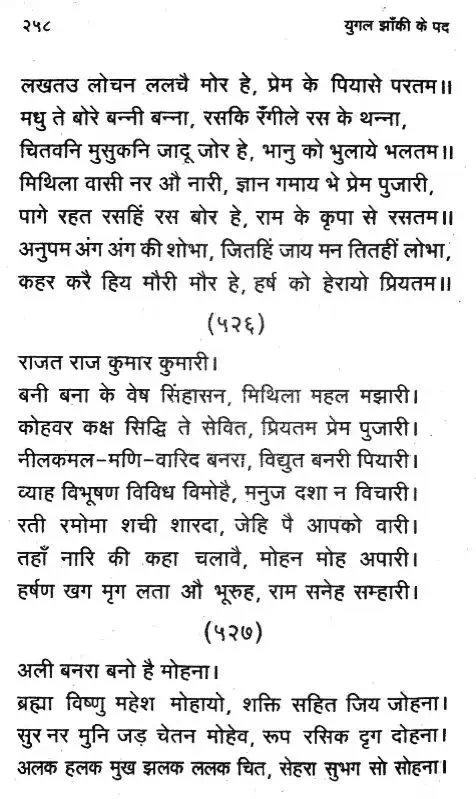 २५८ युगल झाँकी के पद
लखतउ लोचन ललचै मोर हे, प्रेम के पियासे परतम॥
मधु ते बोरे बन्नी बन्ना, रसकि रँगीले रस के थन्ना,
चितवनि मुसुकनि जादू जोर हे, भानु को भुलाये भलतम॥
मिथिला वासी नर औ नारी, ज्ञान गमाय भे प्रेम पुजारी,
पागे रहत रसहिं रस बोर हे, राम के कृपा से रसतम॥
अनुपम अंग अंग की शोभा, जितहिं जाय मन तितहीं लोभा,
कहर करै हिय मौरी मौर हे, हर्ष को हेरायो प्रियतम॥
(५२६)
राजत राज कुमार कुमारी।
बनी बना के वेष सिंहासन, मिथिला महल मझारी।
कोहवर कक्ष सिद्धि ते सेवित, प्रियतम प्रेम पुजारी।
नीलकमल-मणि-वारिद बनरा, विद्युत बनरी पियारी।
व्याह विभूषण विविध विमोहै, मनुज दशा न विचारी।
रती रमोमा शची शारदा, जेहि पै आपको वारी।
तहाँ नारि की कहा चलावै, मोहन मोह अपारी।
हर्षण खग मृग लता औ भूरुह, राम सनेह सम्हारी।
(५२७)
अली बनरा बनो है मोहना।
ब्रह्मा विष्णु महेश मोहायो, शक्ति सहित जिय जोहना।
सुर नर मुनि जड़ चेतन मोहेव, रूप रसिक दृग दोहना।
अलक हलक मुख झलक ललक चित, सेहरा सुभग सो सोहना।